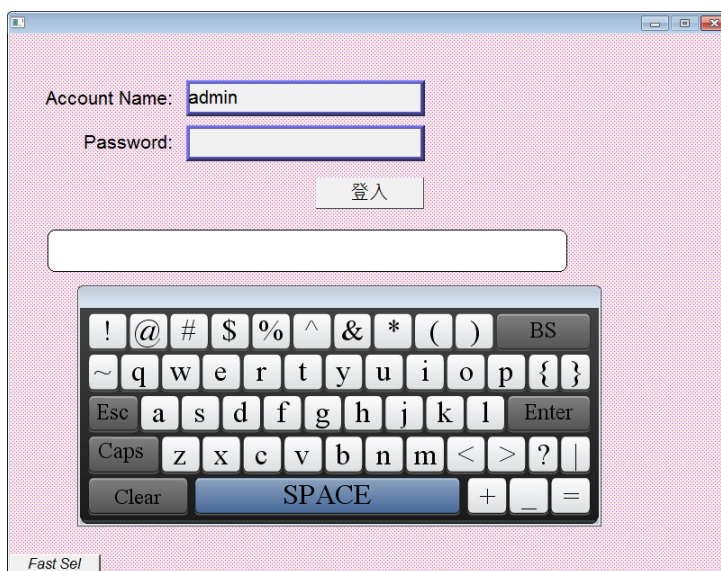 Account Name: admin
Password:
登入
! @ # $ % ^ & * ( ) BS
~ q w e r t y u i o p { }
Esc a s d f g h j k l Enter
Caps z x c v b n m < > ? |
Clear SPACE + _ =
Fast Sel